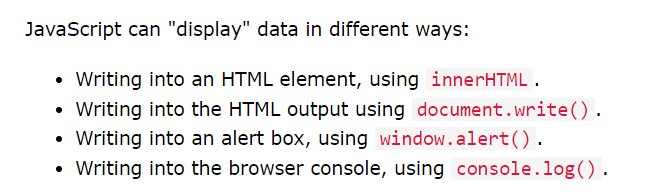 JavaScript can "display" data in different ways:
• Writing into an HTML element, using innerHTML.
• Writing into the HTML output using document.write().
• Writing into an alert box, using window.alert().
• Writing into the browser console, using console.log().